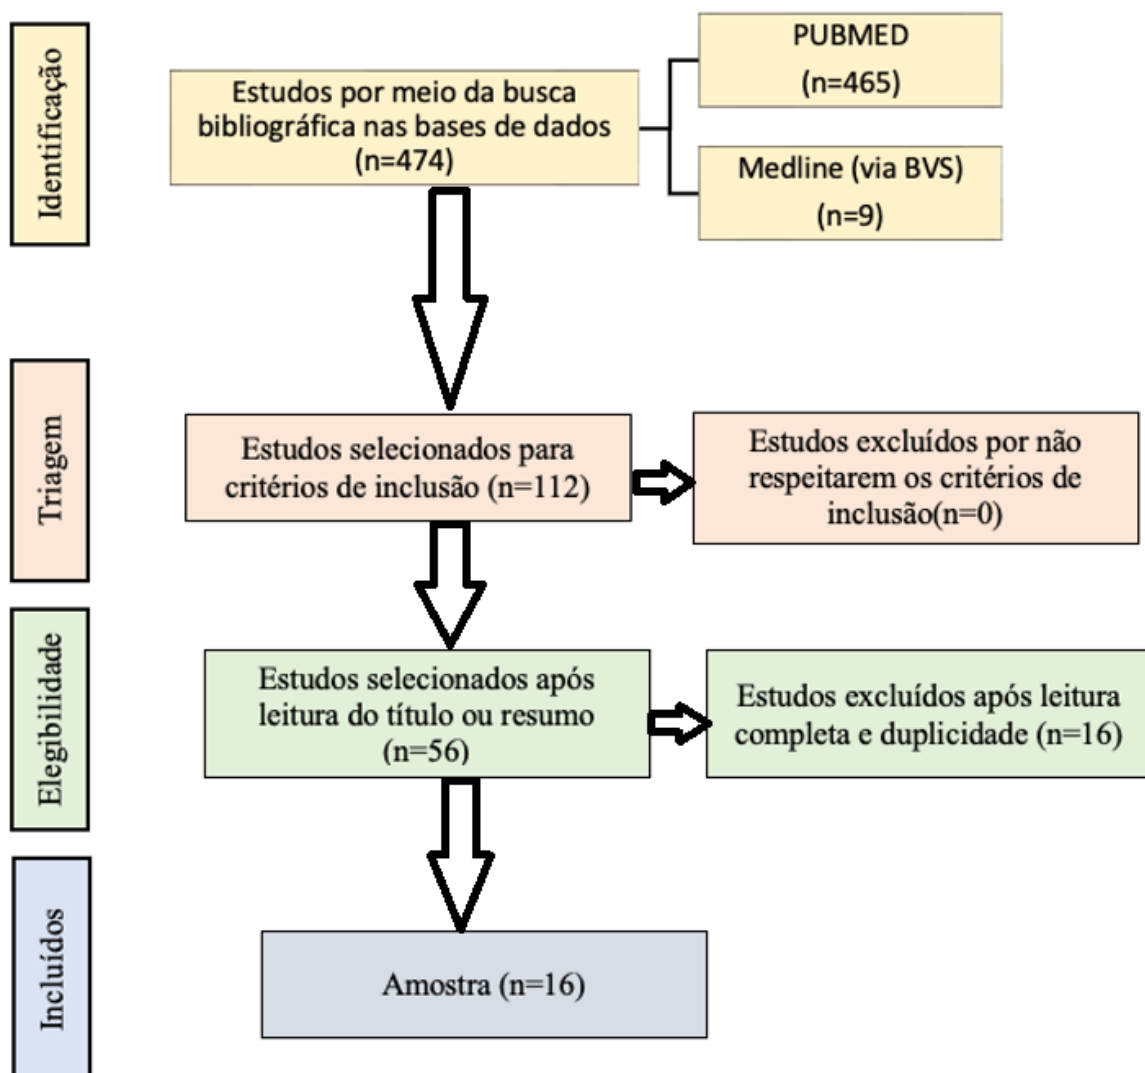 Identificação
Estudos por meio da busca
bibliográfica nas bases de dados
(n=474)
PUBMED
(n=465)
Medline (via BVS)
(n=9)
Triagem
Estudos selecionados para
critérios de inclusão (n=112)
Estudos excluídos por não
respeitarem os critérios de
inclusão(n=0)
Elegibilidade
Estudos selecionados após
leitura do título ou resumo
(n=56)
Estudos excluídos após leitura
completa e duplicidade (n=16)
Incluídos
Amostra (n=16)